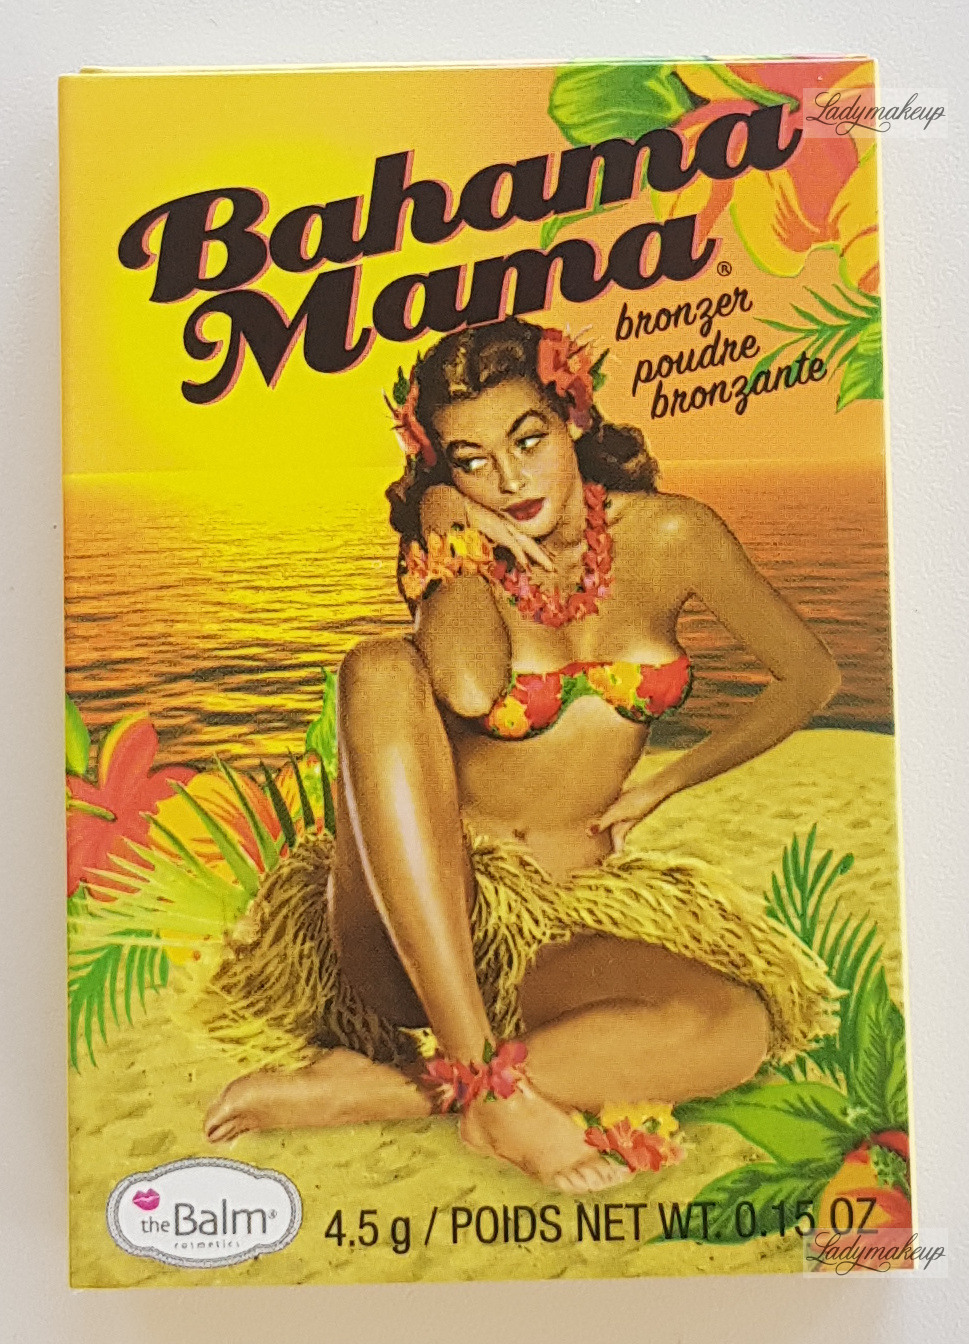 Ladymakeup
Bahama
Mama®
bronzer
poudre
bronzante
theBalm®
cosmetics
4.5 g / POIDS NET WT. 0.15 OZ
Ladymakeup